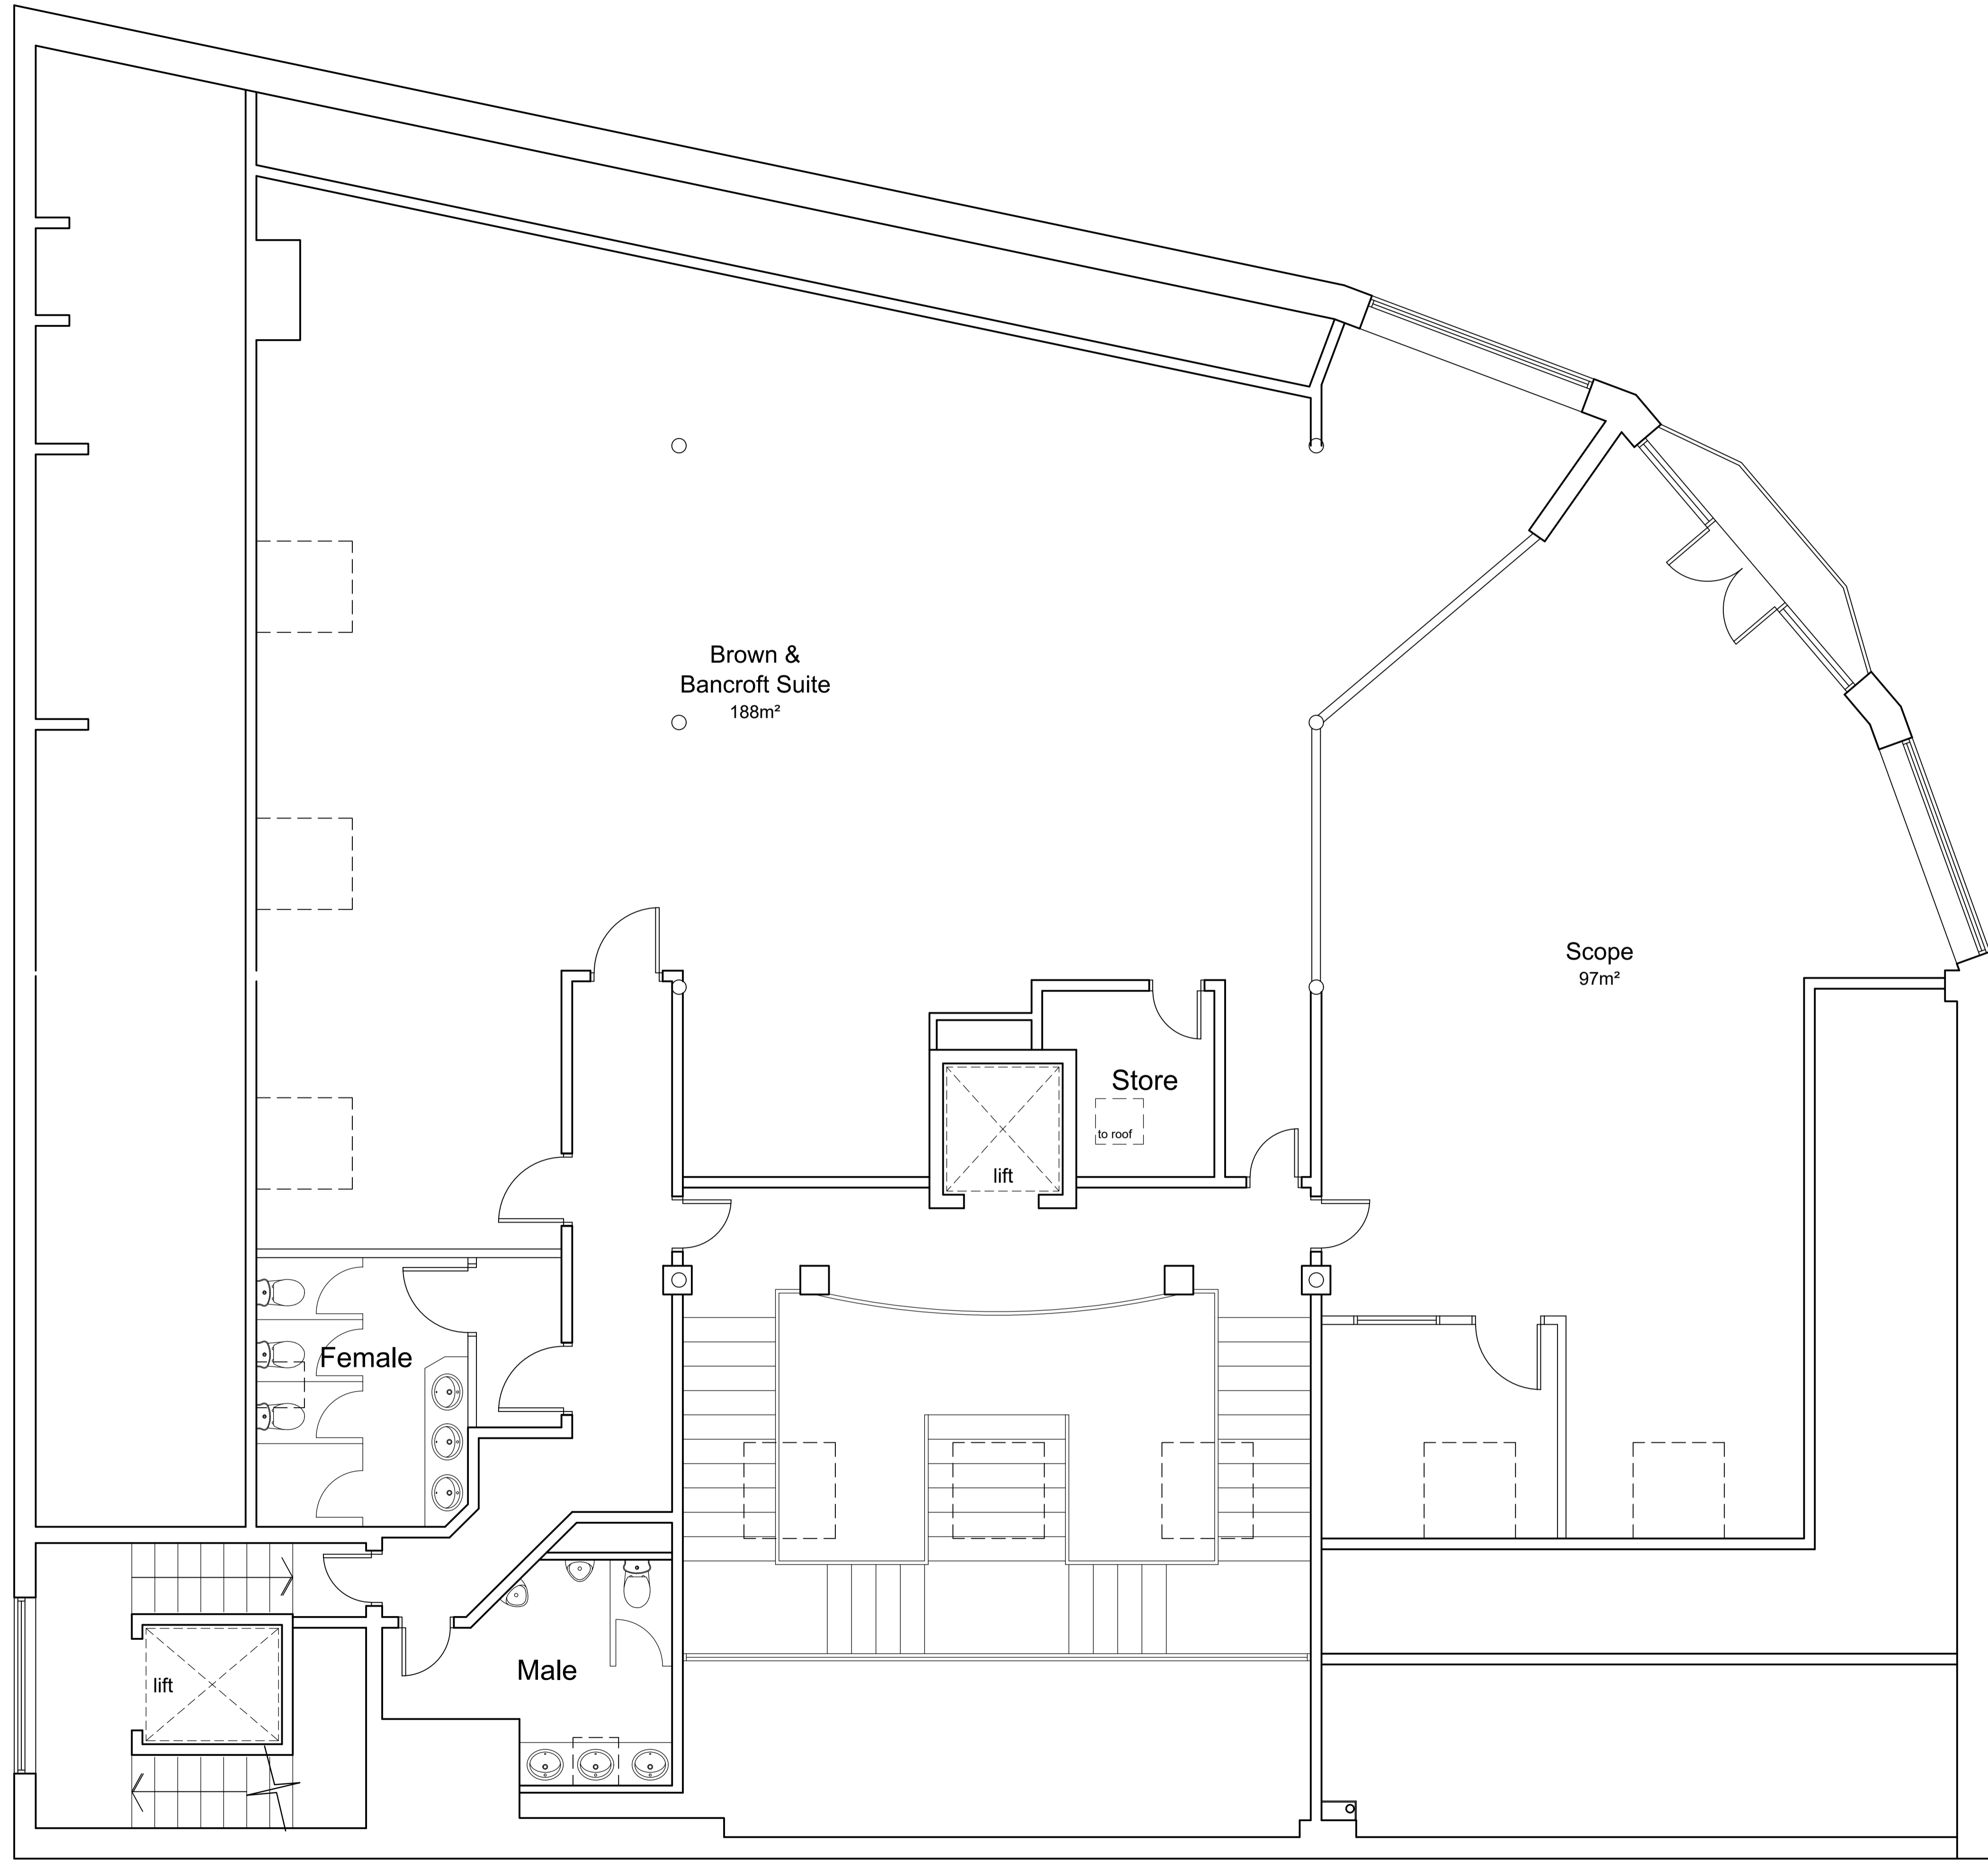 Brown &
Bancroft Suite
188m²
Scope
97m²
Store
to roof
lift
Female
Male
lift